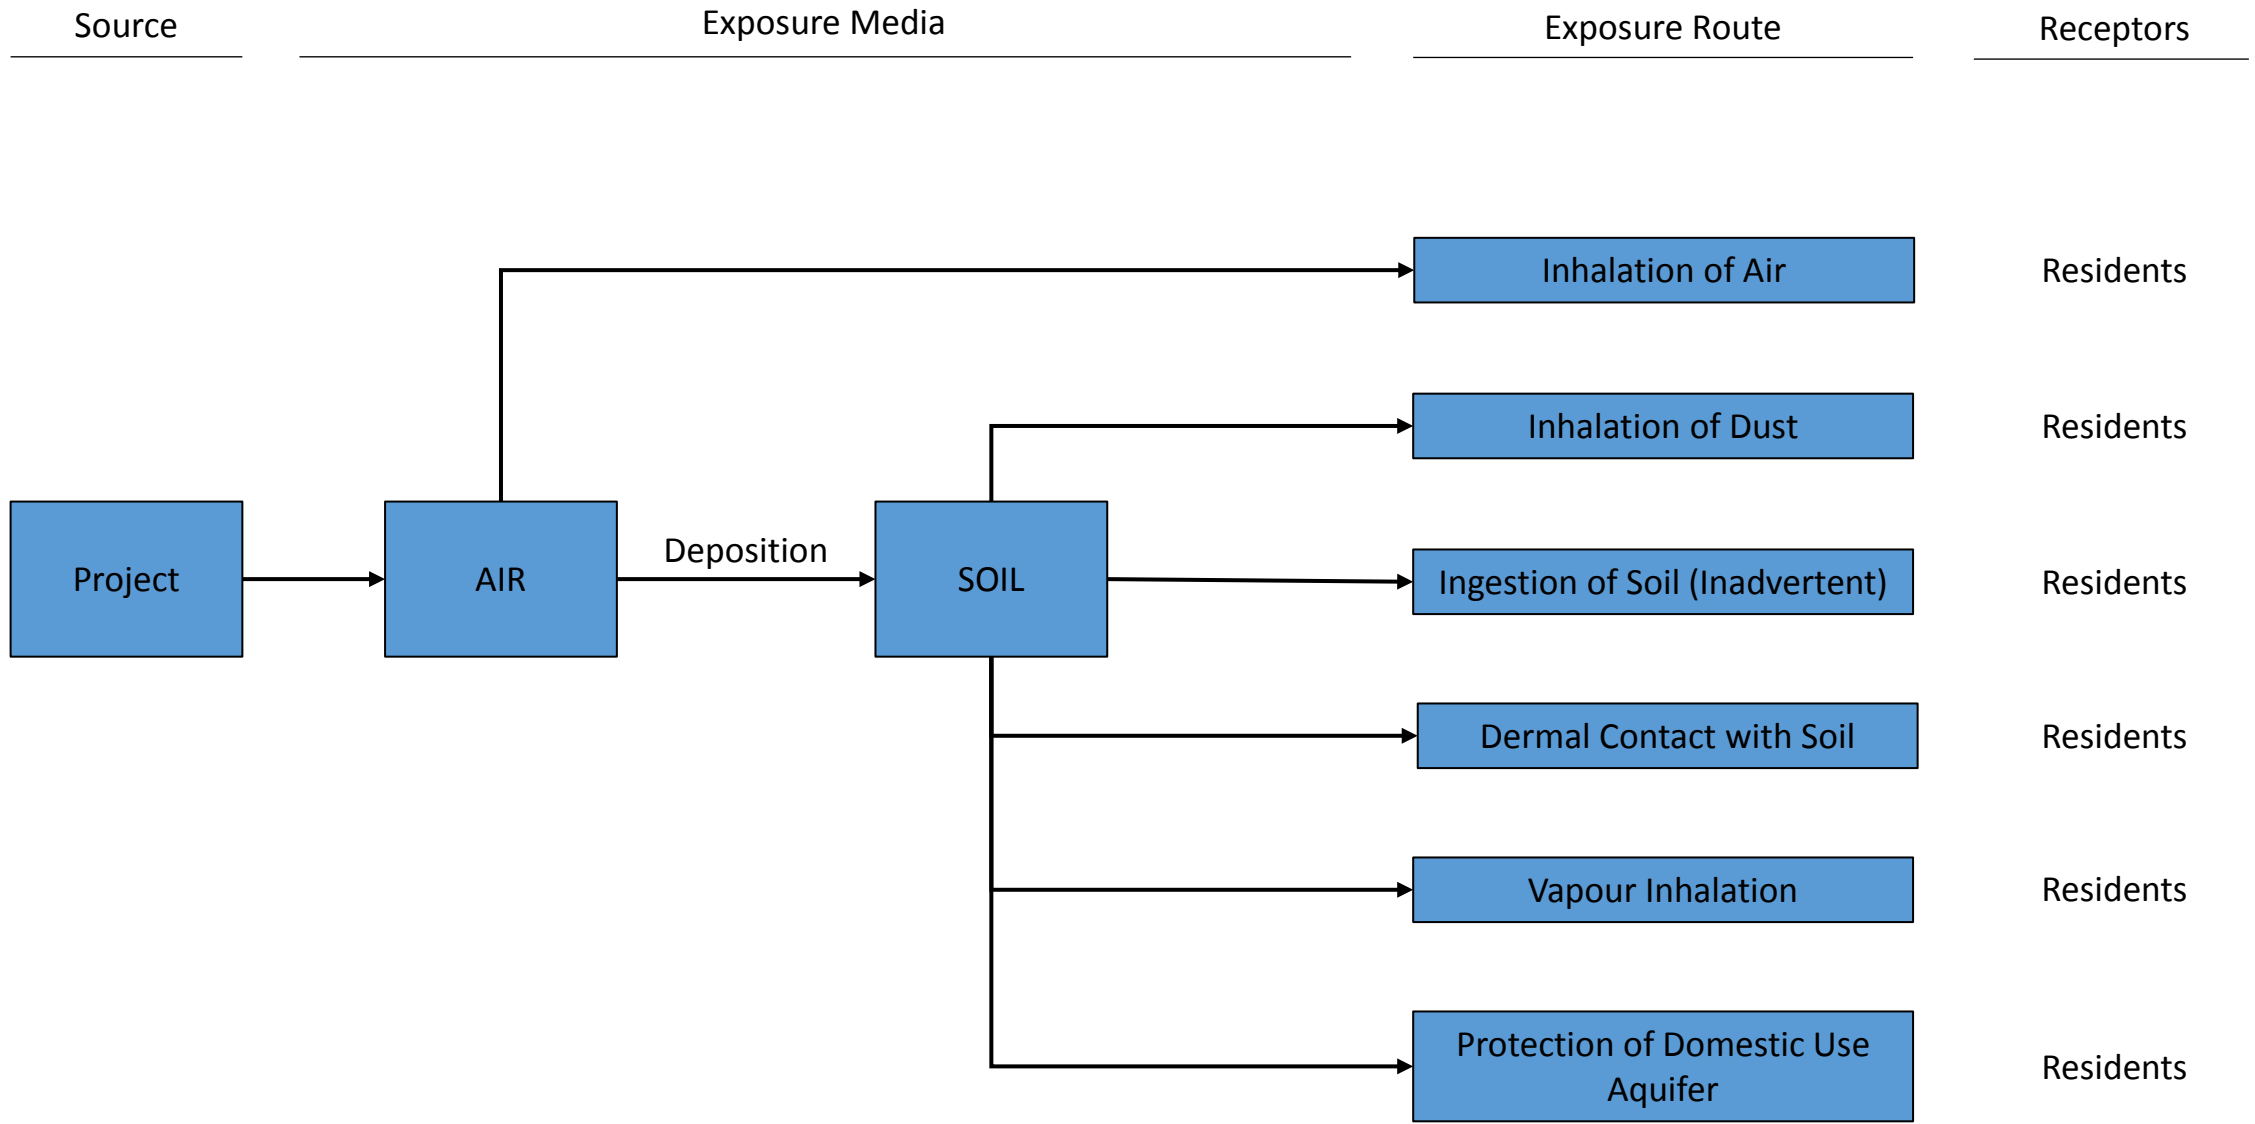 Source
Exposure Media
Exposure Route
Receptors
Inhalation of Air
Residents
Inhalation of Dust
Residents
Project
AIR
Deposition
SOIL
Ingestion of Soil (Inadvertent)
Residents
Dermal Contact with Soil
Residents
Vapour Inhalation
Residents
Protection of Domestic Use
Aquifer
Residents